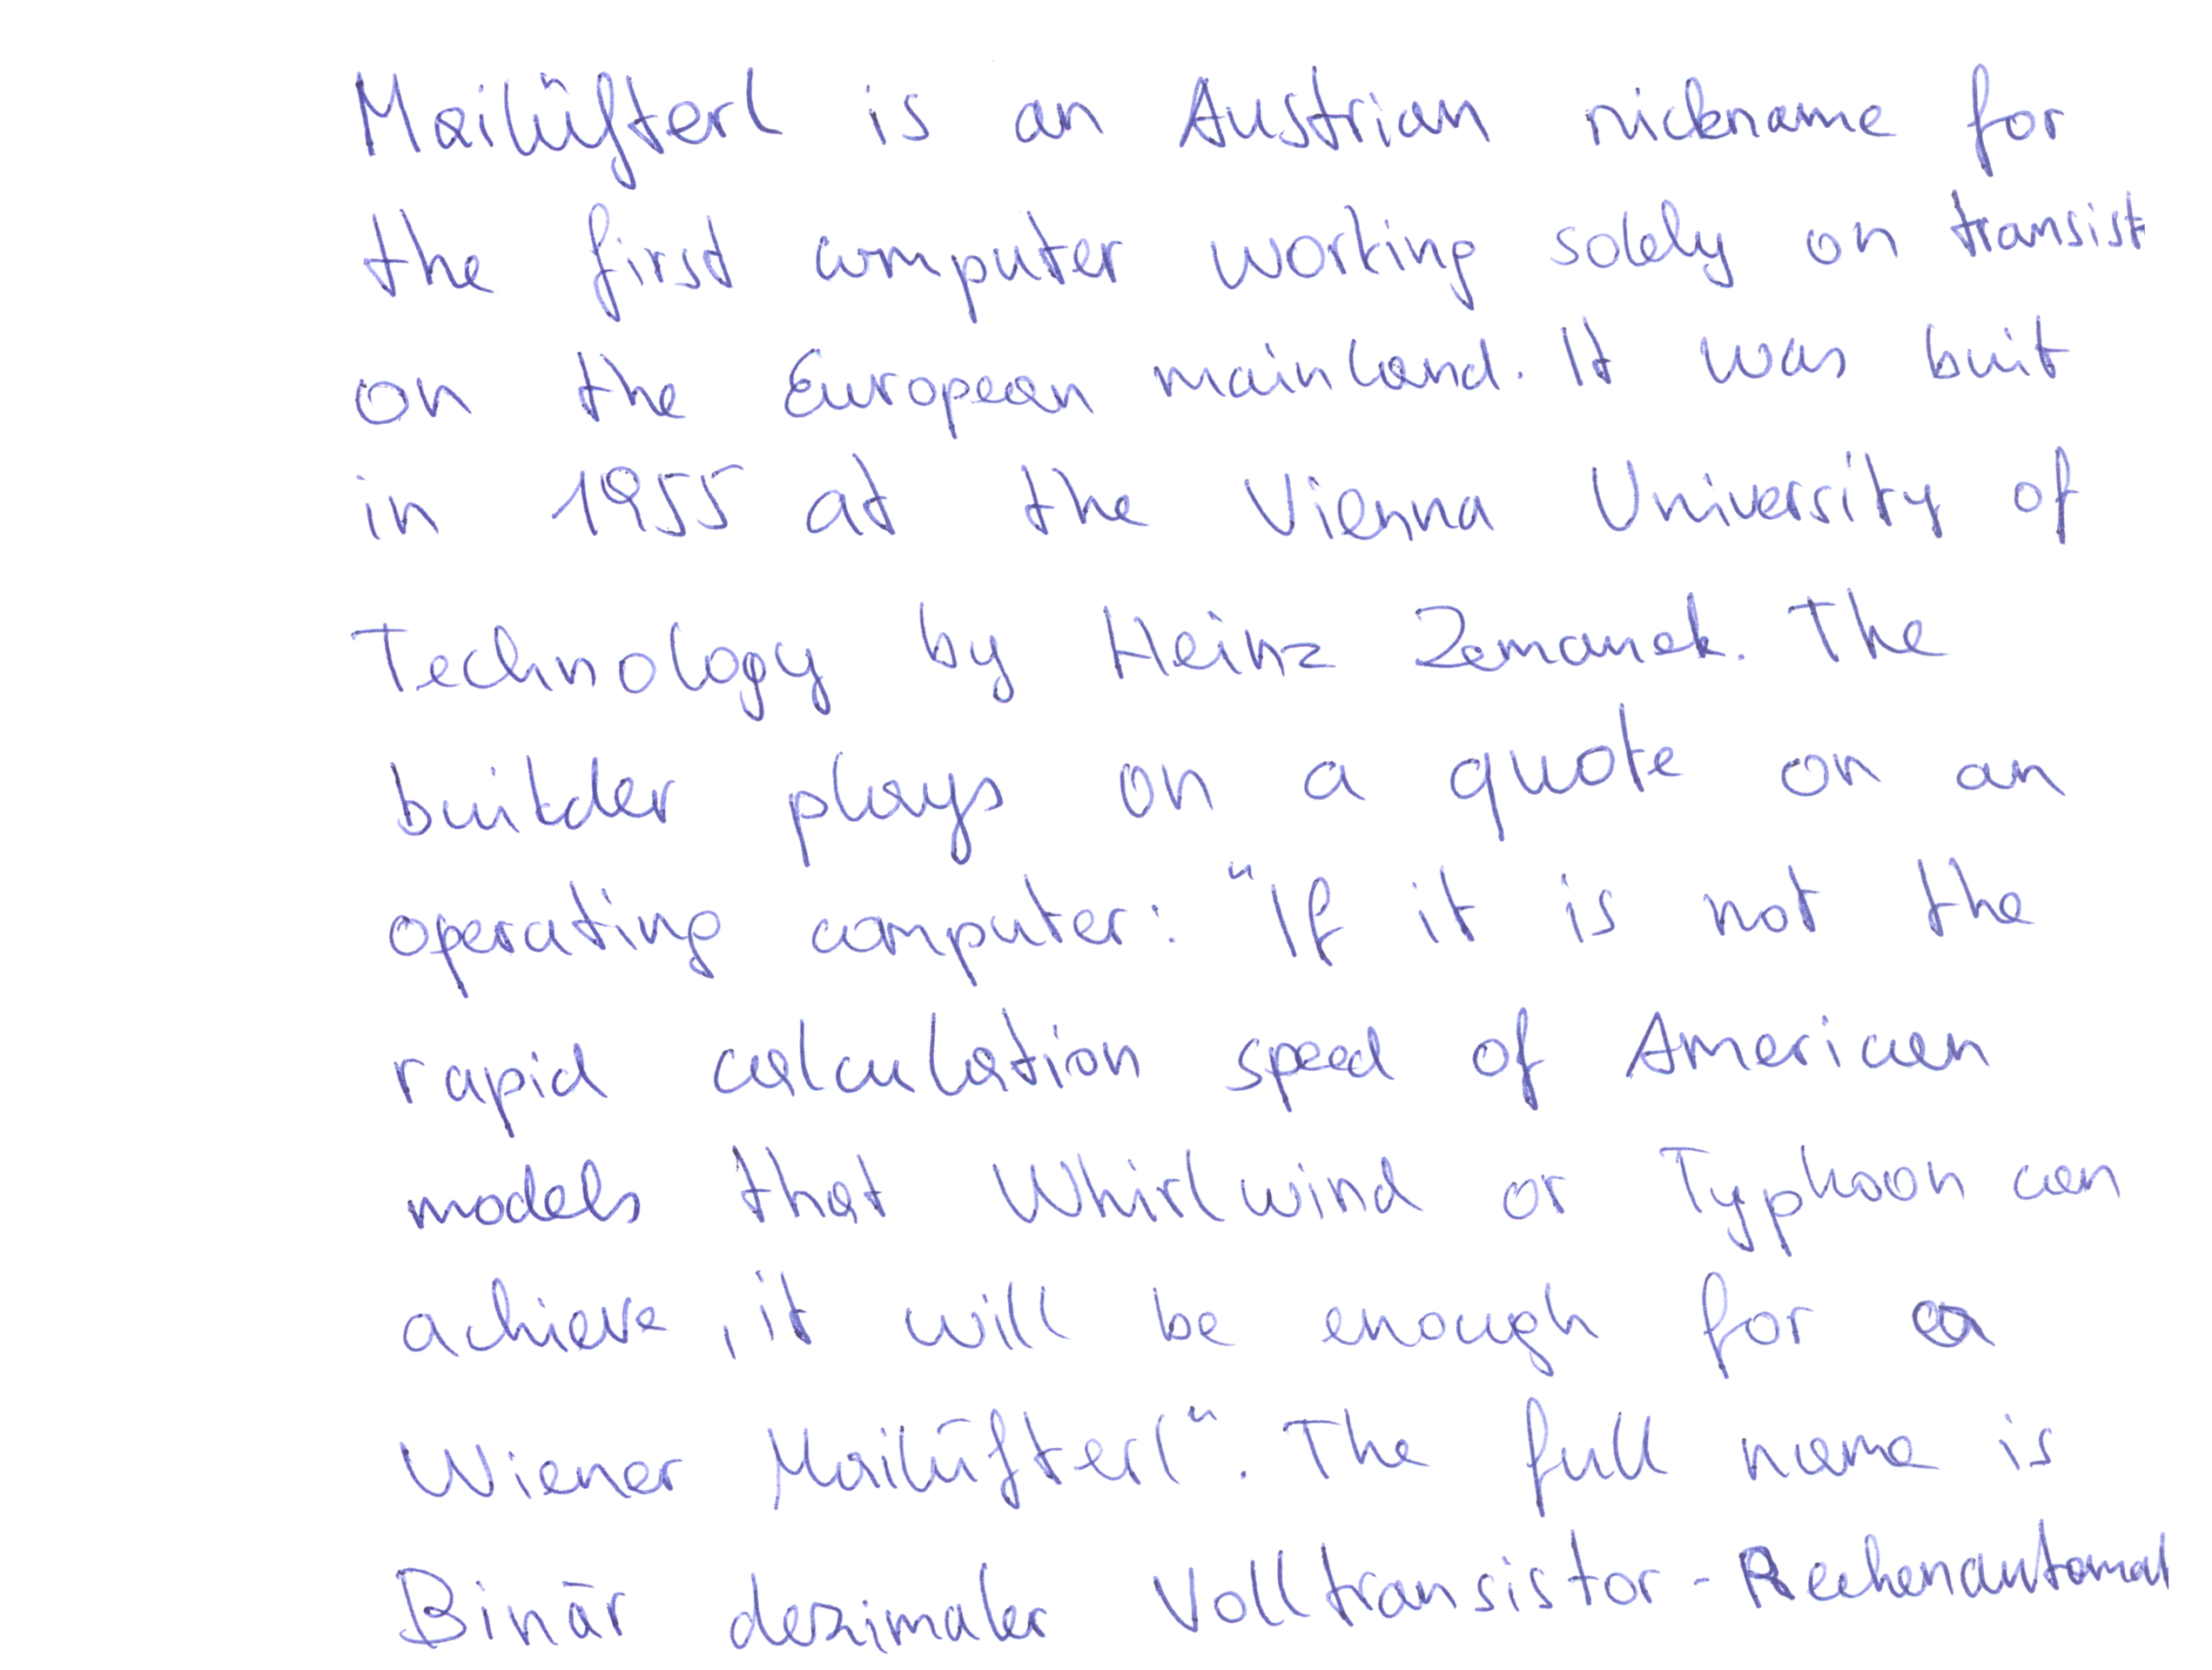 Mailüfterl is an Austrian nickname for
the first computer working solely on transist
on the European mainland. It was buit
in 1955 at the Vienna University of
Technology by Heinz Zemanek. The
builder plays on a quote on an
operating computer: "If it is not the
rapid calculation speed of American
models that Whirlwind or Typhoon can
achieve, it will be enough for a
Wiener Mailüfterl". The full name is
Binär dezimaler Volltransistor-Rechenautomat